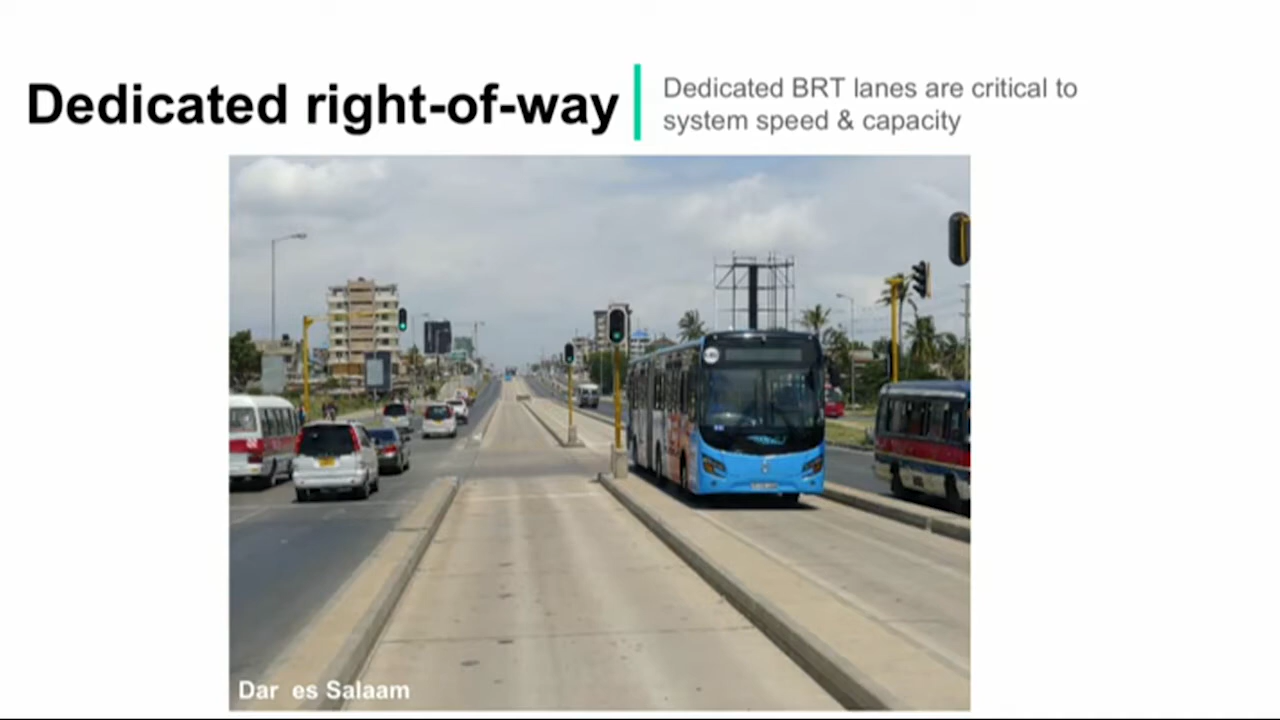 Dedicated right-of-way
Dedicated BRT lanes are critical to
system speed & capacity
Dar es Salaam